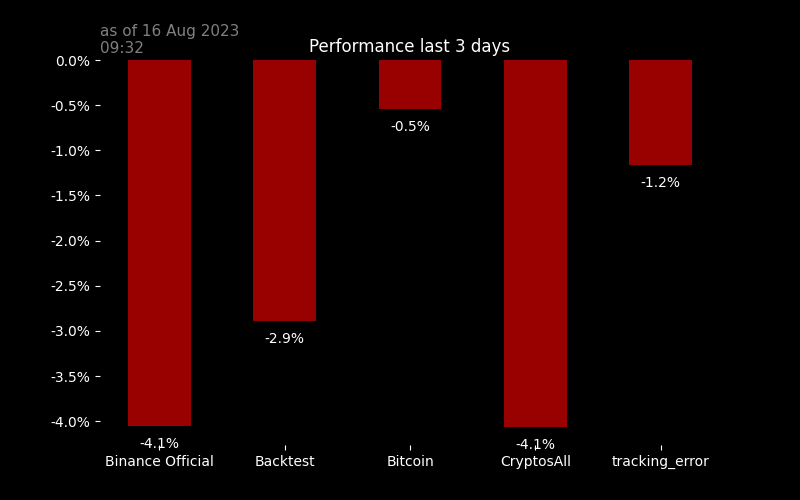 as of 16 Aug 2023
09:32
Performance last 3 days
0.0%
-0.5%
-1.0%
-1.5%
-2.0%
-2.5%
-3.0%
-3.5%
-4.0%
-4.1%
-2.9%
-0.5%
-4.1%
-1.2%
Binance Official
Backtest
Bitcoin
CryptosAll
tracking_error